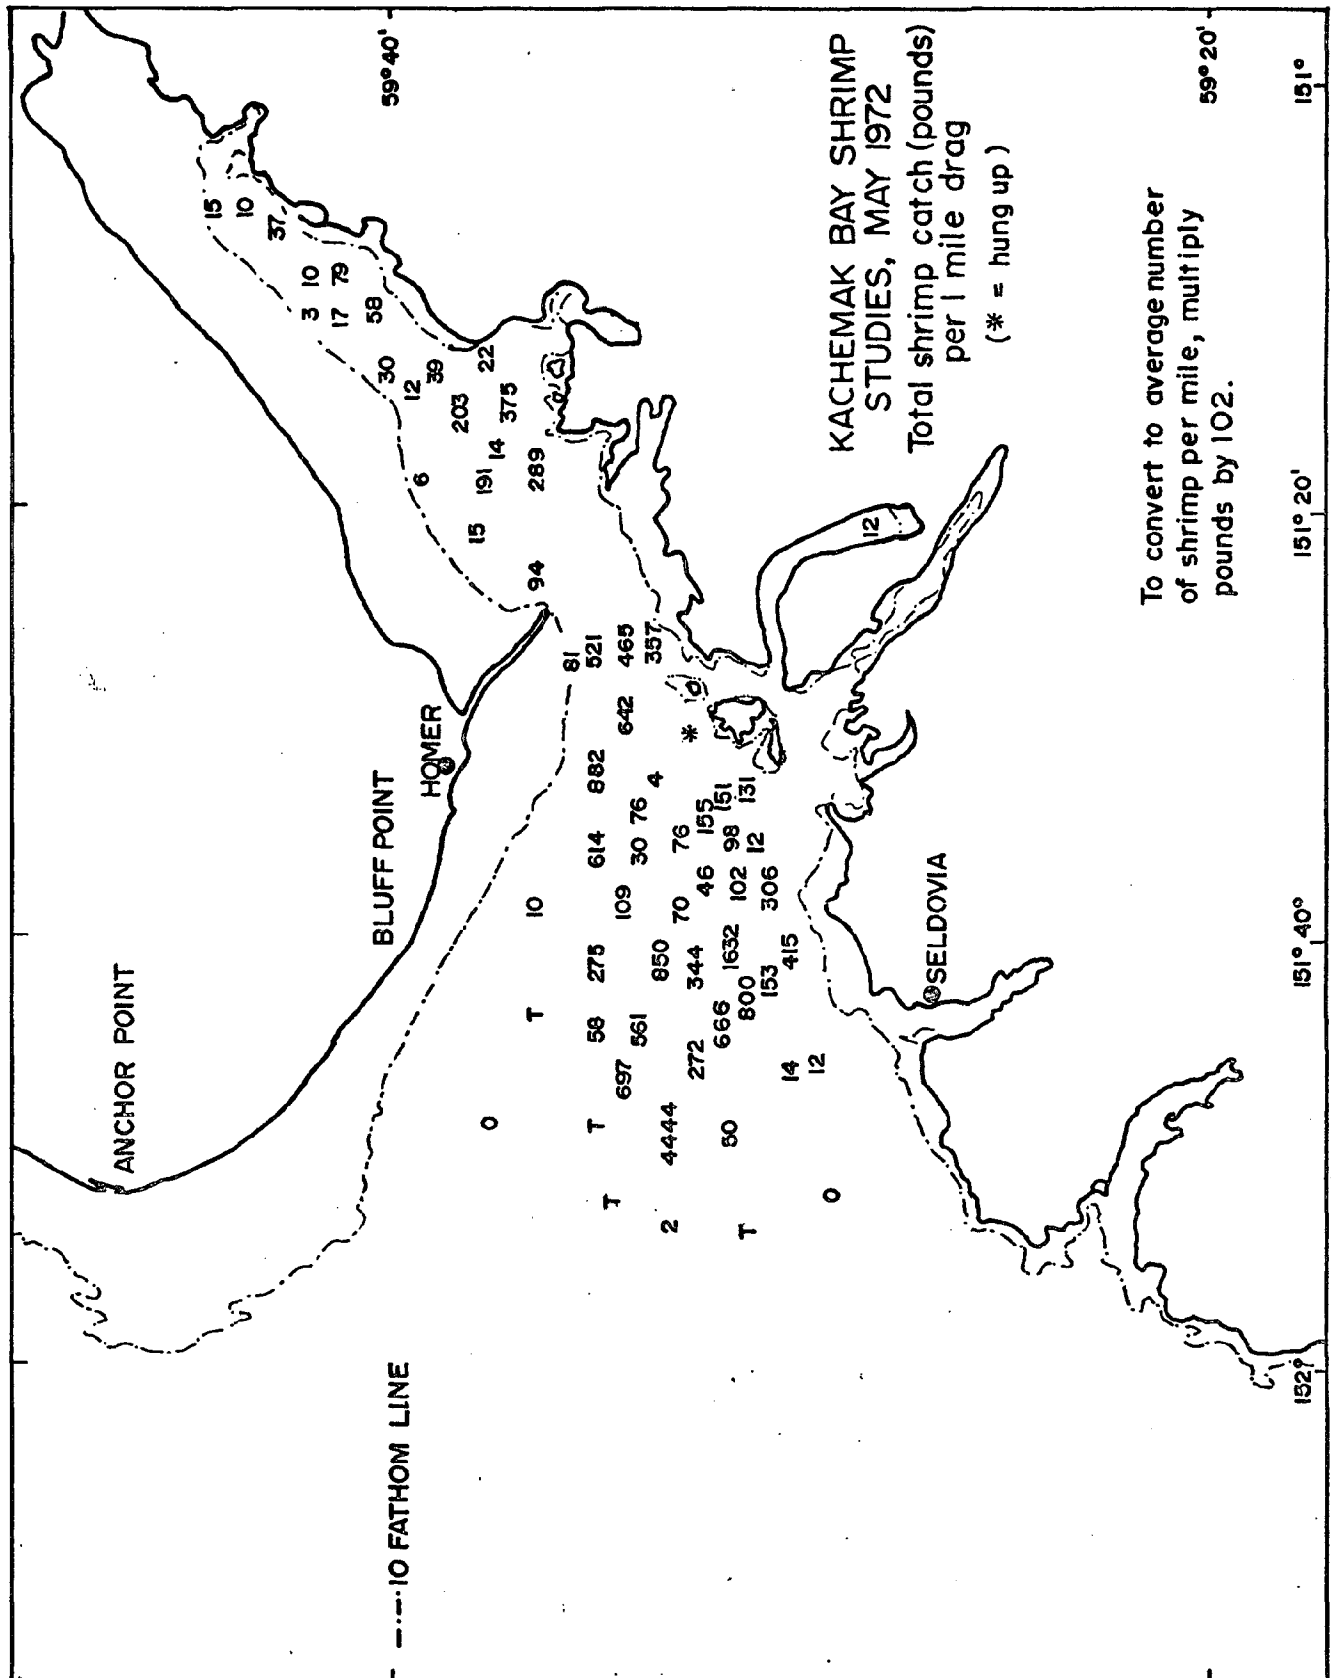 ANCHOR POINT
15
10
37
3 10
17 79
58
BLUFF POINT
30
59°40'
10 FATHOM LINE
12
6
HOMER
39
203
15
191 22
0
14
375
T 10 94 289
81
T 58 275 614 882 521
T
697 109 642 465
561 30 76
4 357
850
2 4444
70 76
*
272 344
46 155
666 151
50 1632 98
102
T 800 131
12
153 306
14 415
12
0
12
SELDOVIA
KACHEMAK BAY SHRIMP
STUDIES, MAY 1972
Total shrimp catch (pounds)
per 1 mile drag
(* = hung up)
To convert to average number
of shrimp per mile, multiply
pounds by 102.
59°20'
152° 151°40' 151°20' 151°